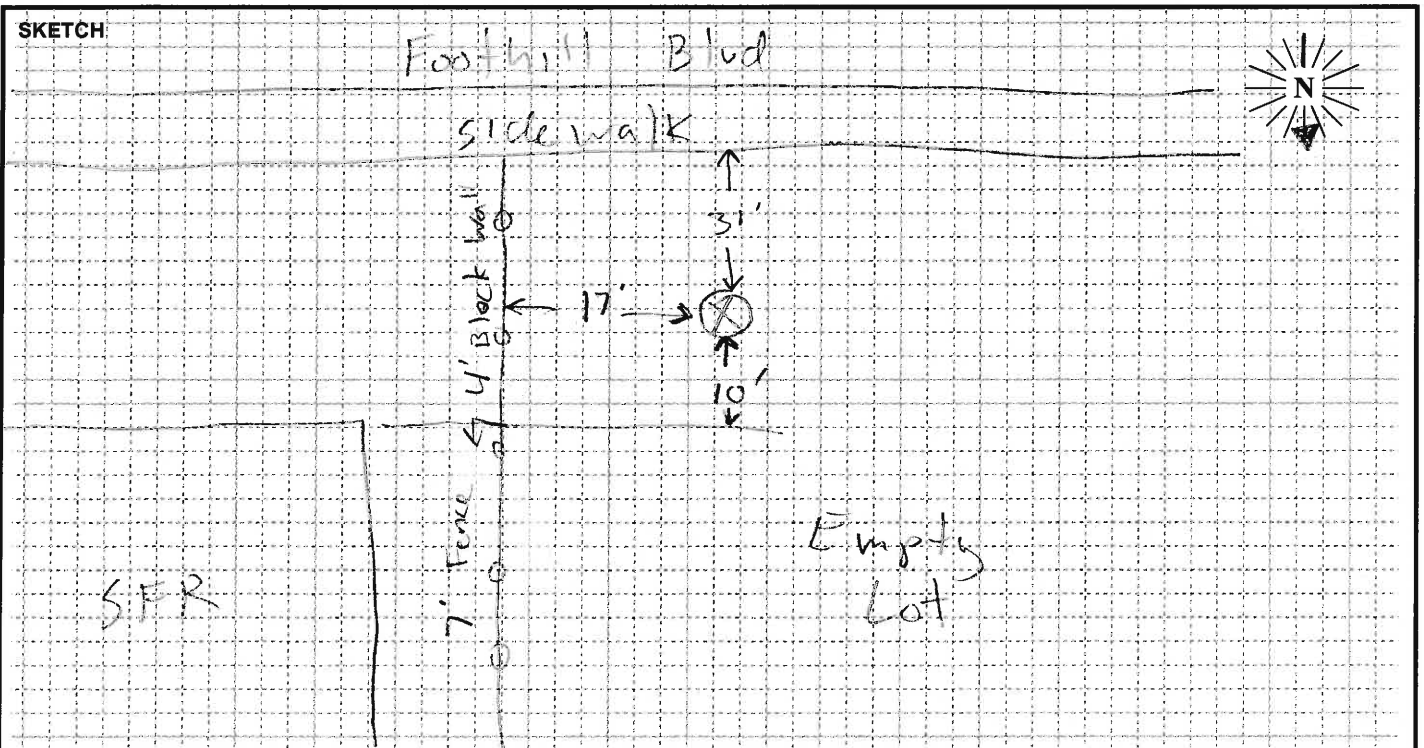 SKETCH
Foothill Blvd
N
Sidewalk
31'
17'
10'
4' Block Wall
7' Fence
SFR
Empty
Lot